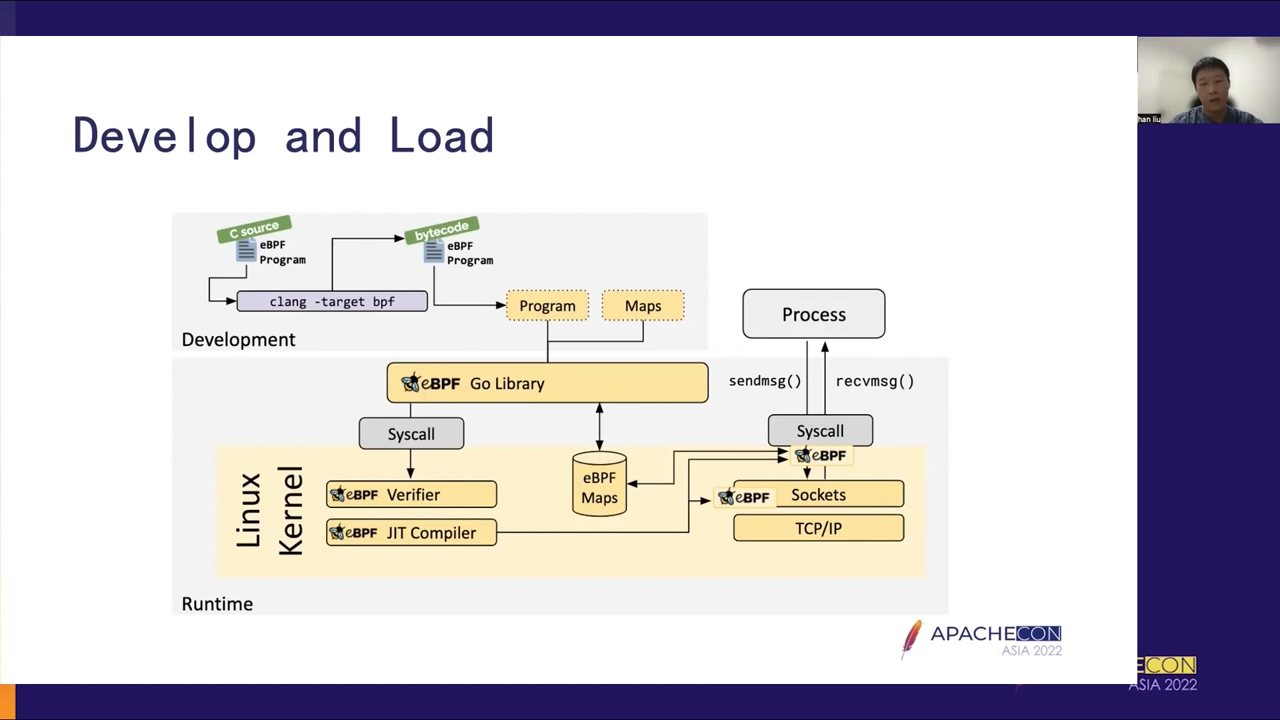 Develop and Load
C source
eBPF
Program
bytecode
eBPF
Program
clang -target bpf
Program
Maps
Development
Process
eBPF Go Library
sendmsg()
recvmsg()
Syscall
Syscall
Linux
Kernel
eBPF Verifier
eBPF JIT Compiler
eBPF
Maps
eBPF
eBPF
Sockets
TCP/IP
Runtime
APACHECON
ASIA 2022
ECON
ASIA 2022
han liu